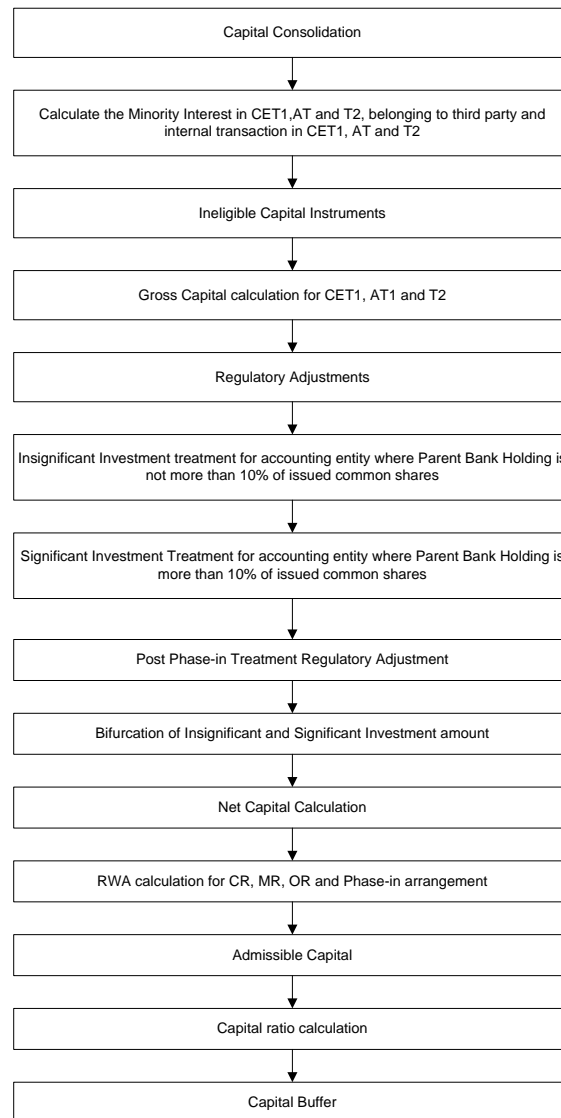 Capital Consolidation
Calculate the Minority Interest in CET1,AT and T2, belonging to third party and
internal transaction in CET1, AT and T2
Ineligible Capital Instruments
Gross Capital calculation for CET1, AT1 and T2
Regulatory Adjustments
Insignificant Investment treatment for accounting entity where Parent Bank Holding is
not more than 10% of issued common shares
Significant Investment Treatment for accounting entity where Parent Bank Holding is
more than 10% of issued common shares
Post Phase-in Treatment Regulatory Adjustment
Bifurcation of Insignificant and Significant Investment amount
Net Capital Calculation
RWA calculation for CR, MR, OR and Phase-in arrangement
Admissible Capital
Capital ratio calculation
Capital Buffer